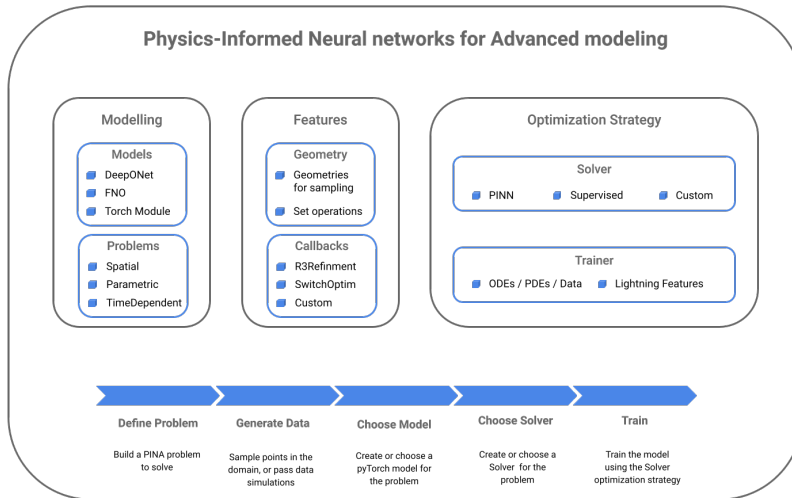 Physics-Informed Neural networks for Advanced modeling
Modelling
Models
DeepONet
FNO
Torch Module
Problems
Spatial
Parametric
TimeDependent
Features
Geometry
Geometries
for sampling
Set operations
Callbacks
R3Refinment
SwitchOptim
Custom
Optimization Strategy
Solver
PINN Supervised Custom
Trainer
ODEs / PDEs / Data Lightning Features
Define Problem
Build a PINA problem
to solve
Generate Data
Sample points in the
domain, or pass data
simulations
Choose Model
Create or choose a
pyTorch model for
the problem
Choose Solver
Create or choose a
Solver for the
problem
Train
Train the model
using the Solver
optimization strategy